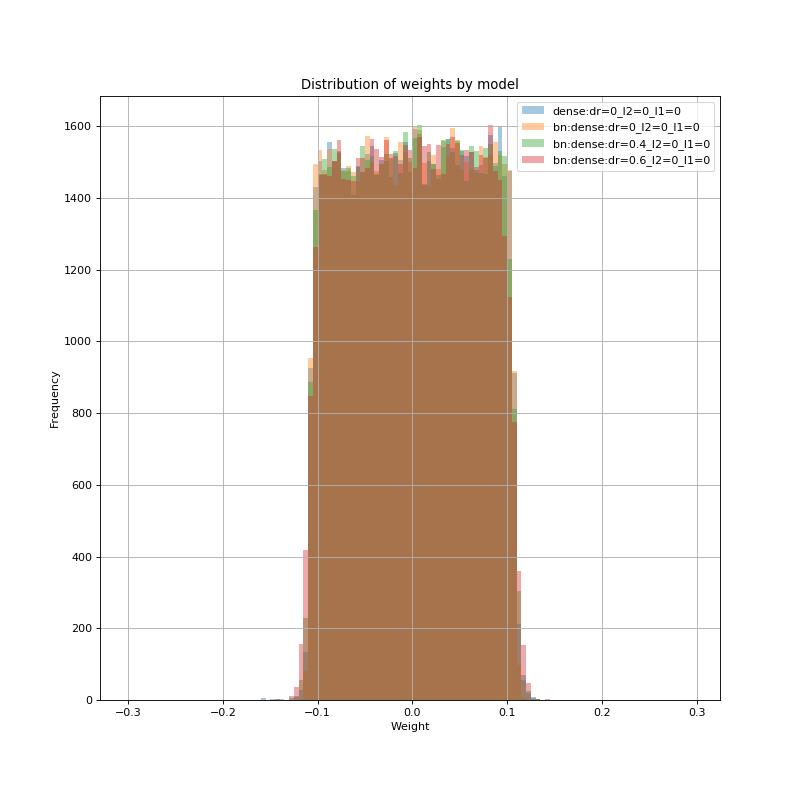 Distribution of weights by model
dense:dr=0_l2=0_l1=0
bn:dense:dr=0_l2=0_l1=0
bn:dense:dr=0.4_l2=0_l1=0
bn:dense:dr=0.6_l2=0_l1=0
1600
1400
1200
1000
800
600
400
200
0
Frequency
−0.3 −0.2 −0.1 0.0 0.1 0.2 0.3
Weight